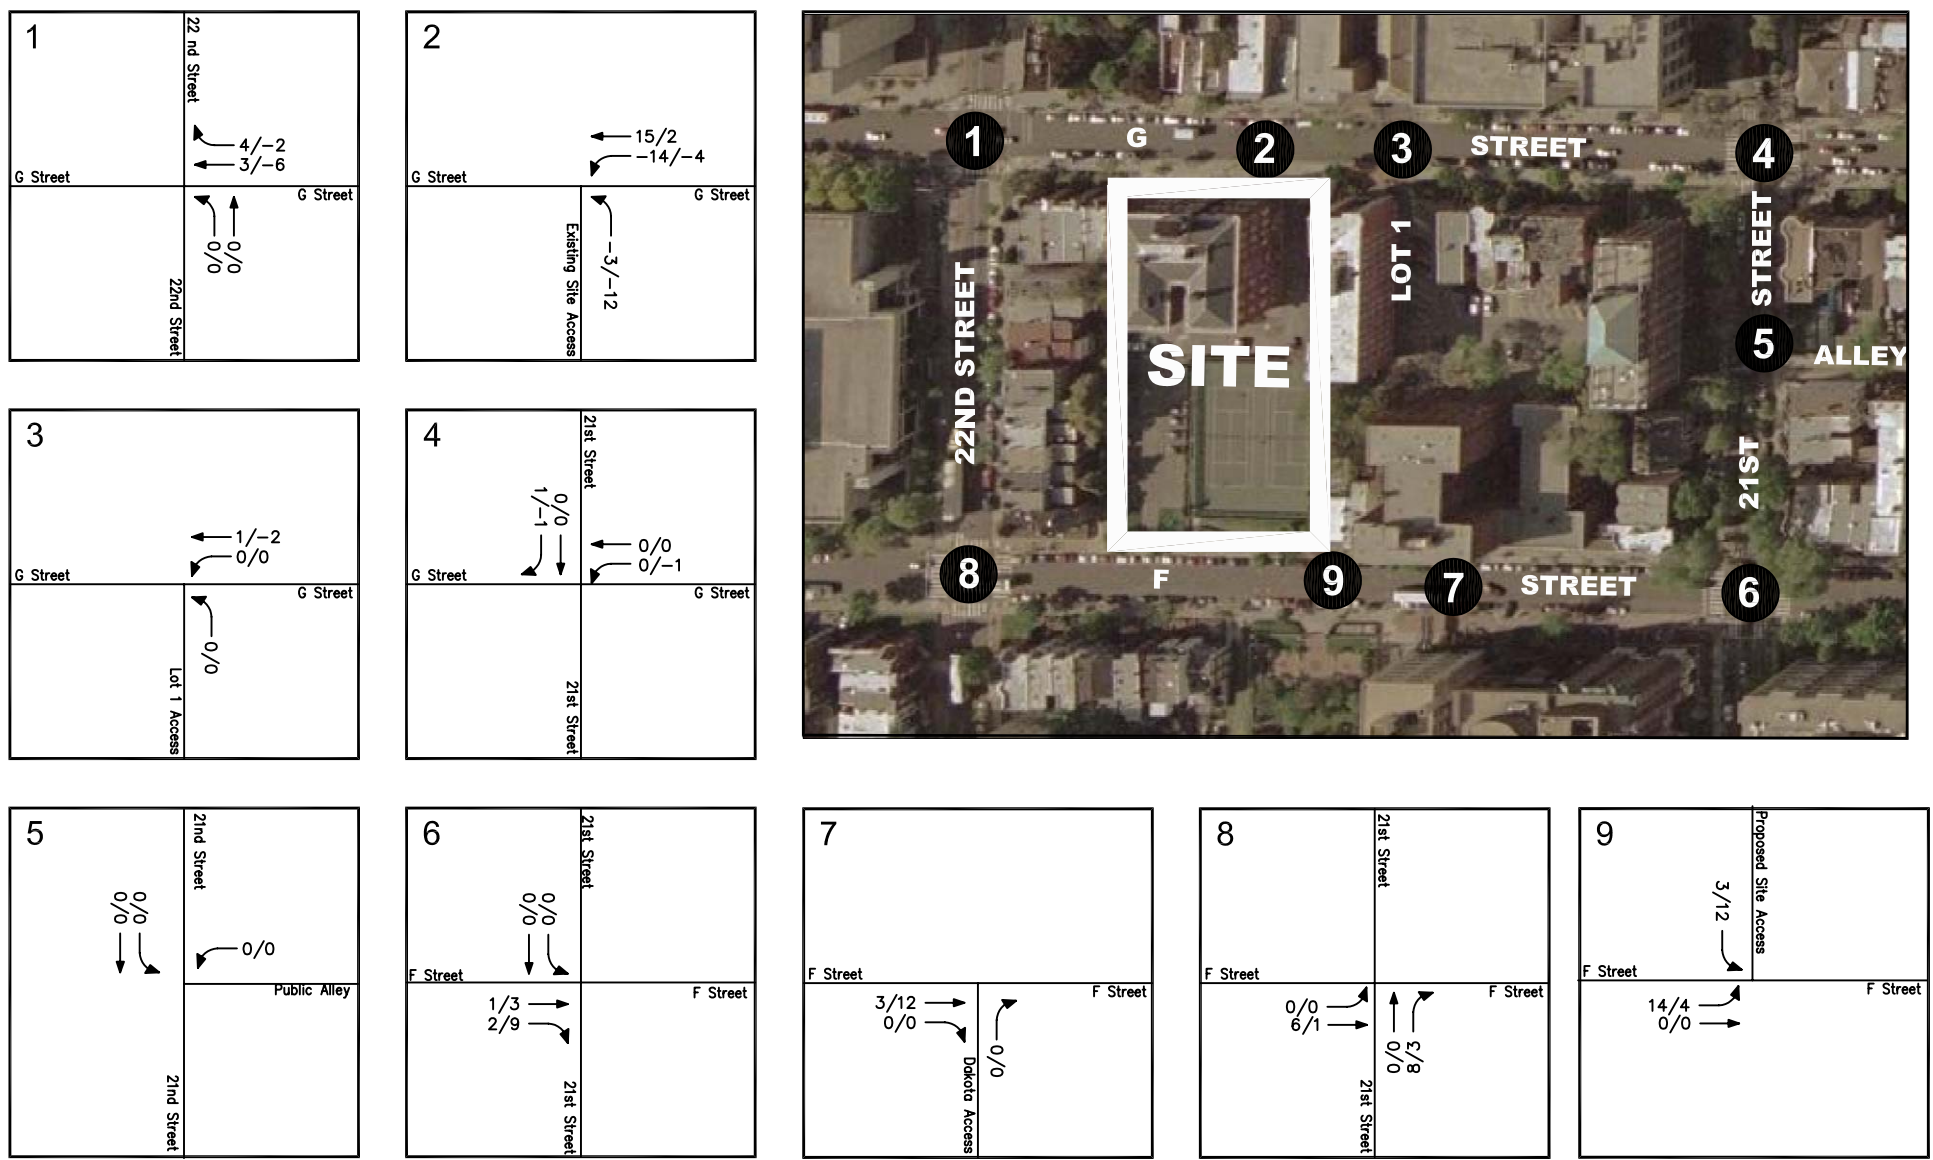 1
22 nd Street
4/-2
3/-6
G Street
G Street
0/0
0/0
22nd Street
2
15/2
-14/-4
G Street
G Street
Existing Site Access
-3/-12
3
1/-2
0/0
G Street
G Street
0/0
Lot 1 Access
4
21st Street
1/-1
0/0
0/0
0/-1
G Street
G Street
21st Street
1
G
2
3
STREET
4
22ND STREET
LOT 1
21ST STREET
5
ALLEY
SITE
8
F
9
7
STREET
6
5
21nd Street
0/0
0/0
0/0
Public Alley
21nd Street
6
21st Street
0/0
0/0
F Street
F Street
1/3
2/9
21st Street
7
F Street
F Street
3/12
0/0
0/0
Dakota Access
8
21st Street
F Street
F Street
0/0
6/1
0/0
8/3
21st Street
9
Proposed Site Access
3/12
F Street
F Street
14/4
0/0